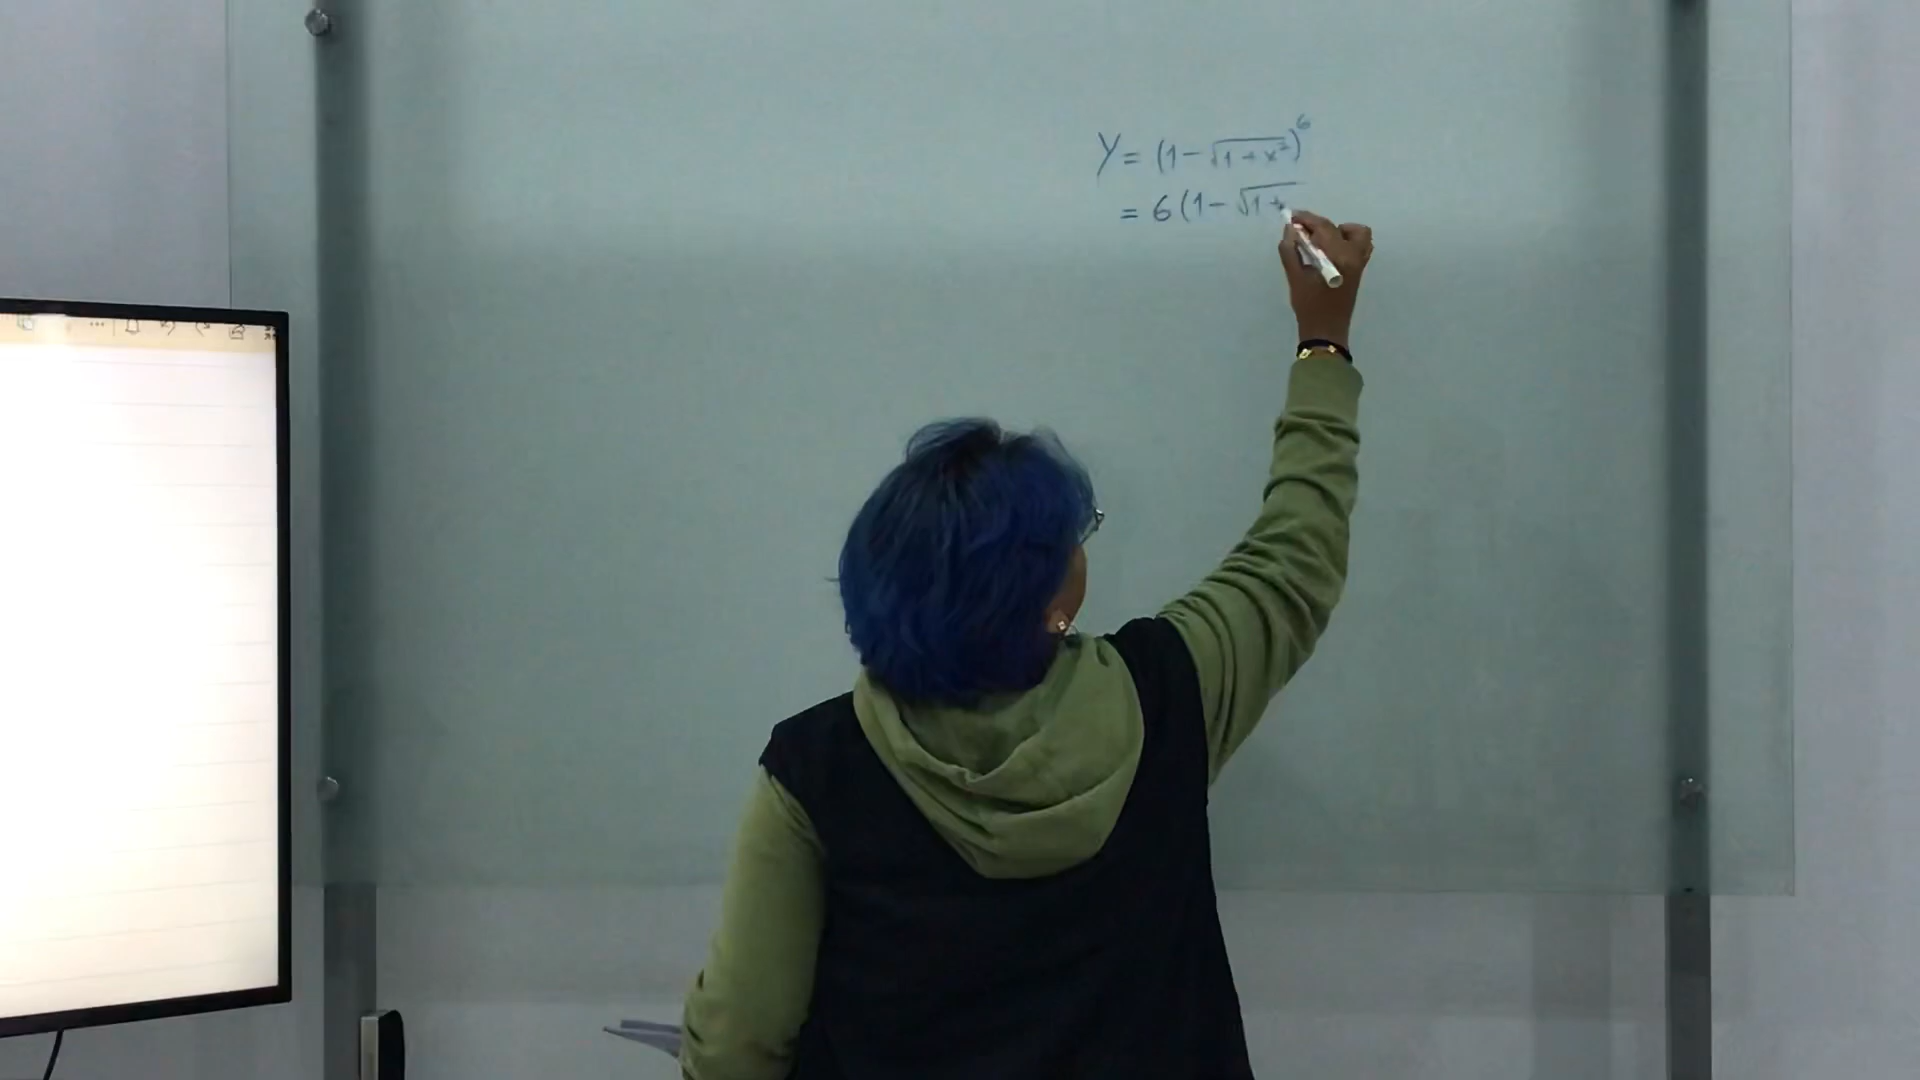 Y = (1 - √(1 + x²))⁶
= 6 (1 - √1 +